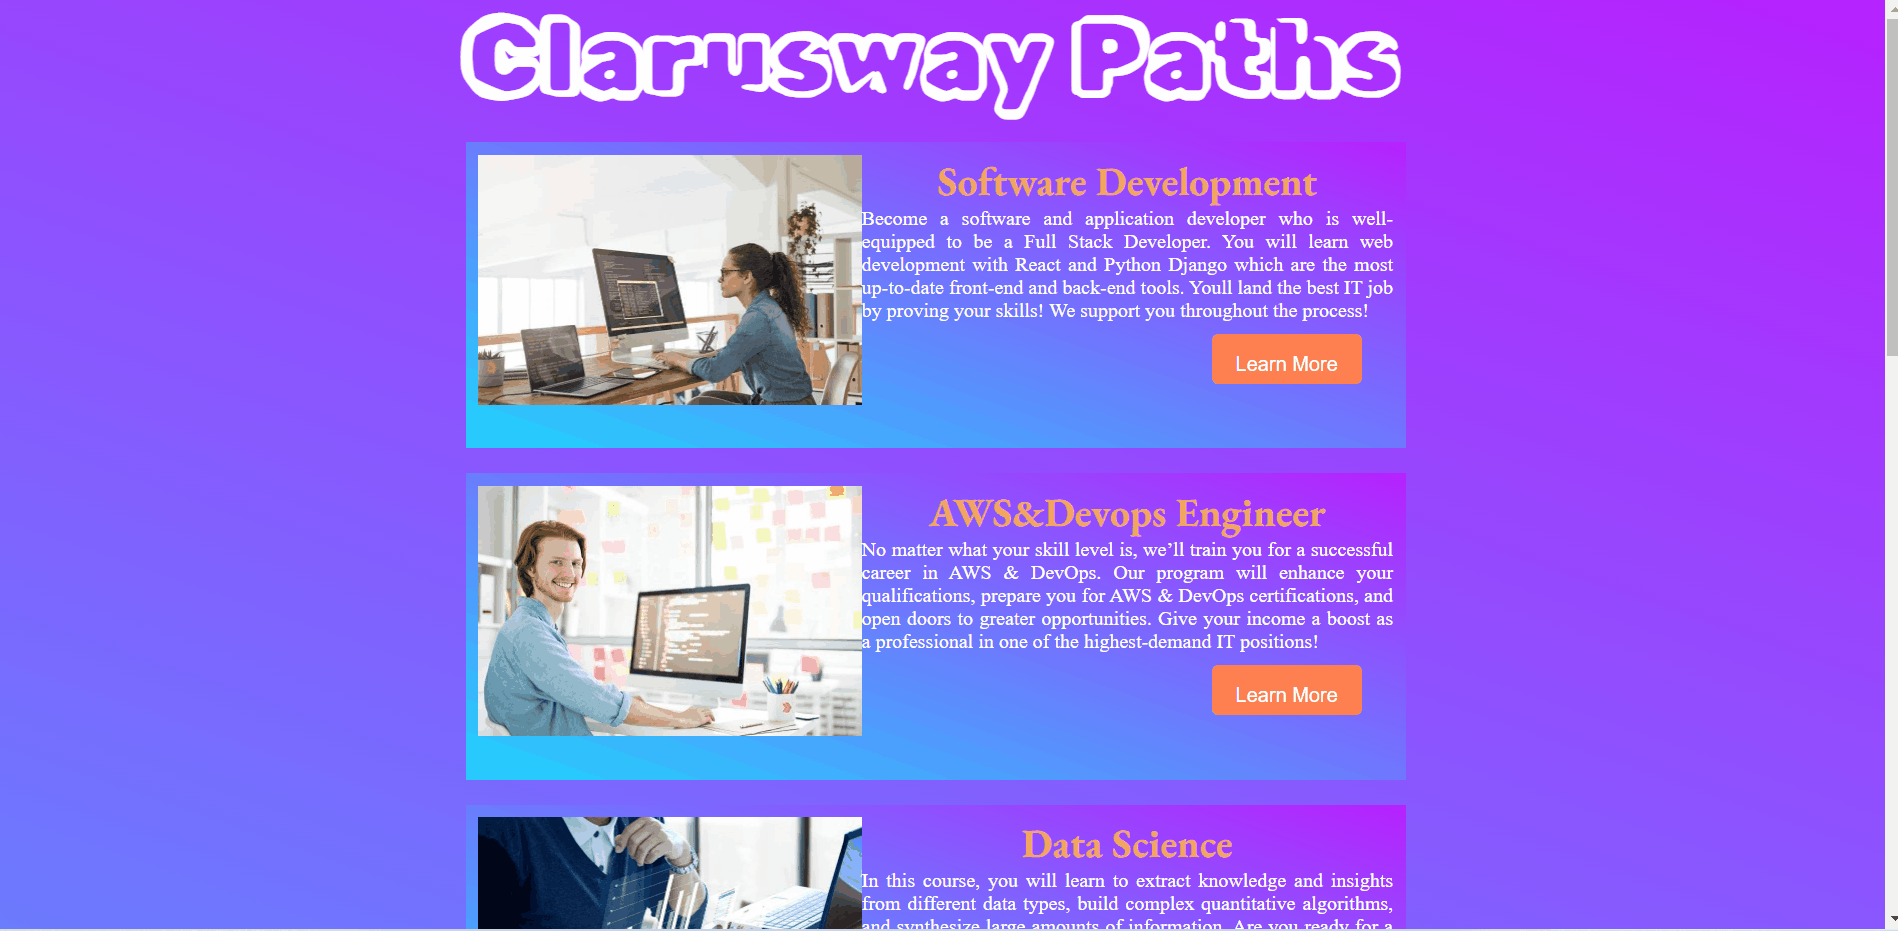 Clarusway Paths
Software Development
Become a software and application developer who is well-
equipped to be a Full Stack Developer. You will learn web
development with React and Python Django which are the most
up-to-date front-end and back-end tools. Youll land the best IT job
by proving your skills! We support you throughout the process!
Learn More
AWS&Devops Engineer
No matter what your skill level is, we’ll train you for a successful
career in AWS & DevOps. Our program will enhance your
qualifications, prepare you for AWS & DevOps certifications, and
open doors to greater opportunities. Give your income a boost as
a professional in one of the highest-demand IT positions!
Learn More
Data Science
In this course, you will learn to extract knowledge and insights
from different data types, build complex quantitative algorithms,
and synthesize large amounts of information. Are you ready for a